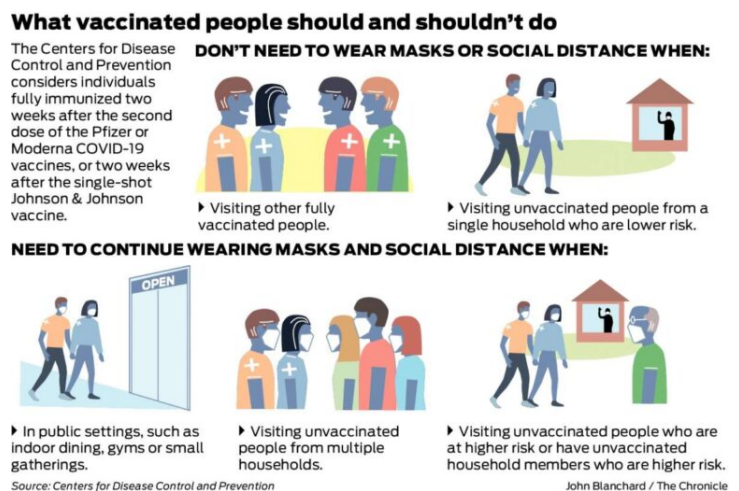 What vaccinated people should and shouldn't do
The Centers for Disease
Control and Prevention
considers individuals
fully immunized two
weeks after the second
dose of the Pfizer or
Moderna COVID-19
vaccines, or two weeks
after the single-shot
Johnson & Johnson
vaccine.
DON'T NEED TO WEAR MASKS OR SOCIAL DISTANCE WHEN:
Visiting other fully
vaccinated people.
Visiting unvaccinated people from a
single household who are lower risk.
NEED TO CONTINUE WEARING MASKS AND SOCIAL DISTANCE WHEN:
OPEN
In public settings, such as
indoor dining, gyms or small
gatherings.
Visiting unvaccinated
people from multiple
households.
Visiting unvaccinated people who are
at higher risk or have unvaccinated
household members who are higher risk.
Source: Centers for Disease Control and Prevention
John Blanchard / The Chronicle